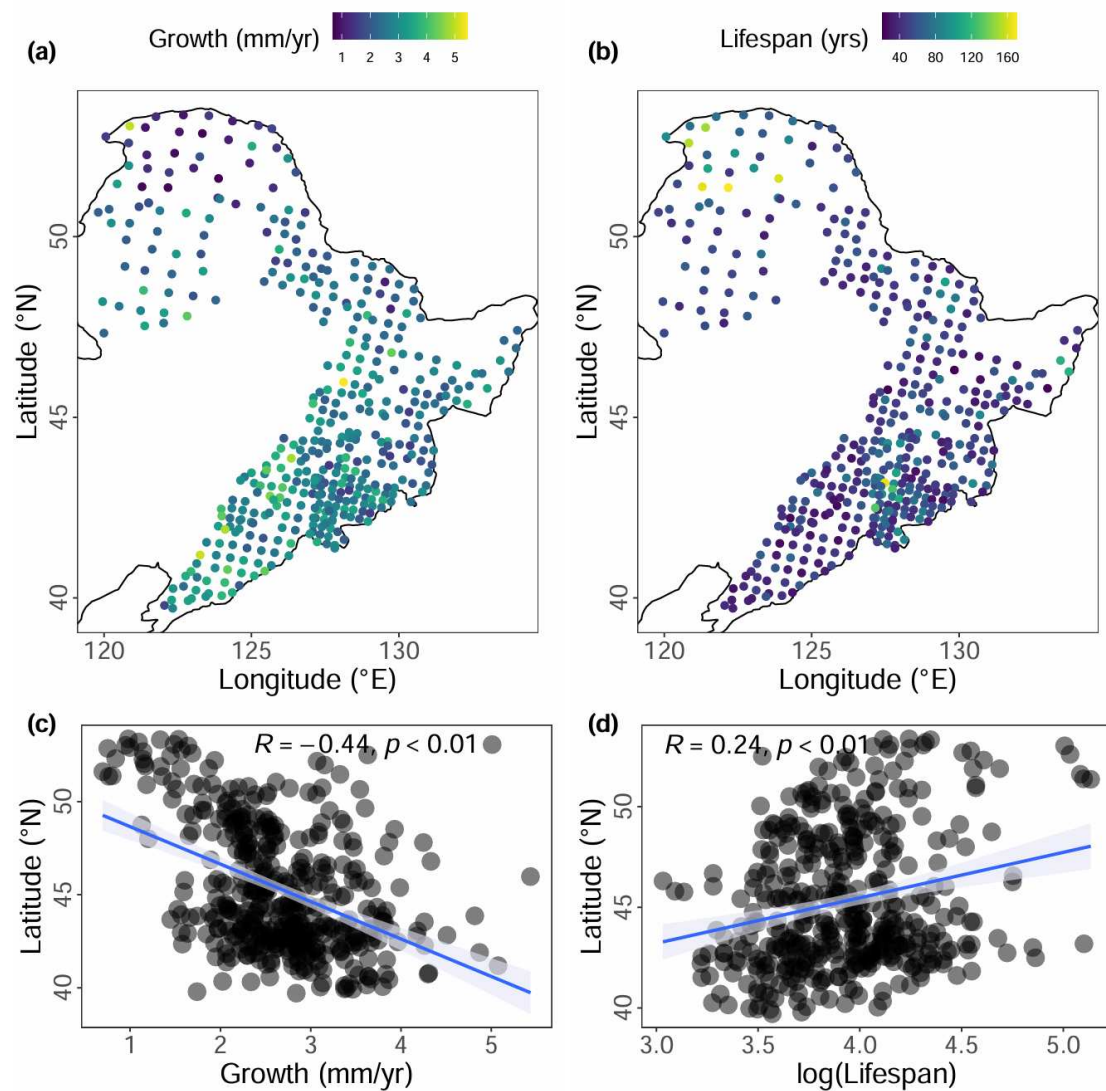 (a) Growth (mm/yr)
1 2 3 4 5
(b) Lifespan (yrs)
40 80 120 160
Latitude (°N)
50
45
40
120 125 130
Longitude (°E)
Latitude (°N)
50
45
40
120 125 130
Longitude (°E)
(c)
R = −0.44, p < 0.01
Latitude (°N)
50
45
40
1 2 3 4 5
Growth (mm/yr)
(d)
R = 0.24, p < 0.01
Latitude (°N)
50
45
40
3.0 3.5 4.0 4.5 5.0
log(Lifespan)